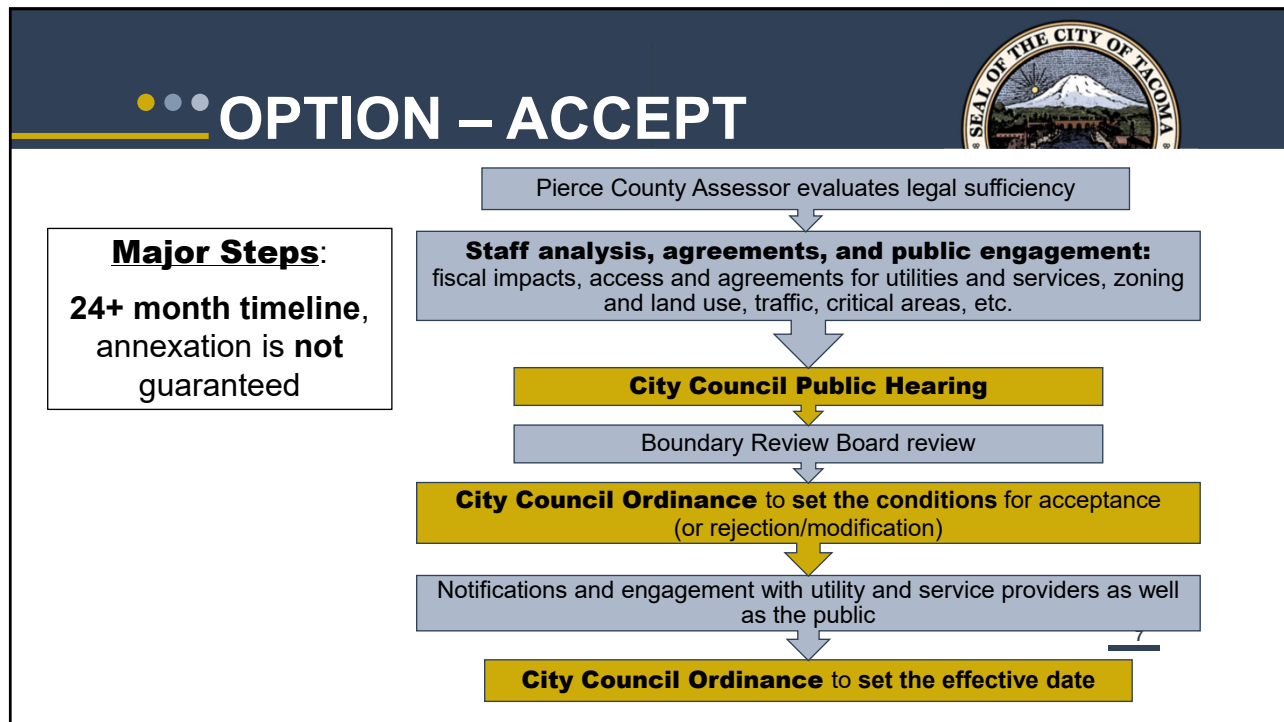 SEAL OF THE CITY OF TACOMA
OPTION – ACCEPT
Major Steps:
24+ month timeline,
annexation is not
guaranteed
Pierce County Assessor evaluates legal sufficiency
Staff analysis, agreements, and public engagement:
fiscal impacts, access and agreements for utilities and services, zoning
and land use, traffic, critical areas, etc.
City Council Public Hearing
Boundary Review Board review
City Council Ordinance to set the conditions for acceptance
(or rejection/modification)
Notifications and engagement with utility and service providers as well
as the public
7
City Council Ordinance to set the effective date